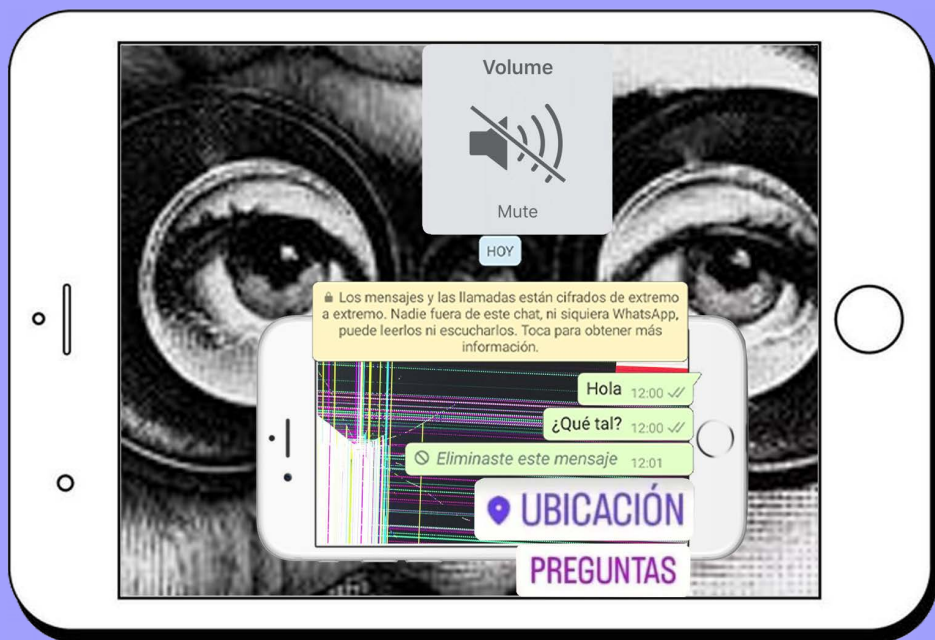 Volume
Mute
HOY
Los mensajes y las llamadas están cifrados de extremo
a extremo. Nadie fuera de este chat, ni siquiera WhatsApp,
puede leerlos ni escucharlos. Toca para obtener más
información.
Hola 12:00
¿Qué tal? 12:00
Eliminaste este mensaje 12:01
UBICACIÓN
PREGUNTAS